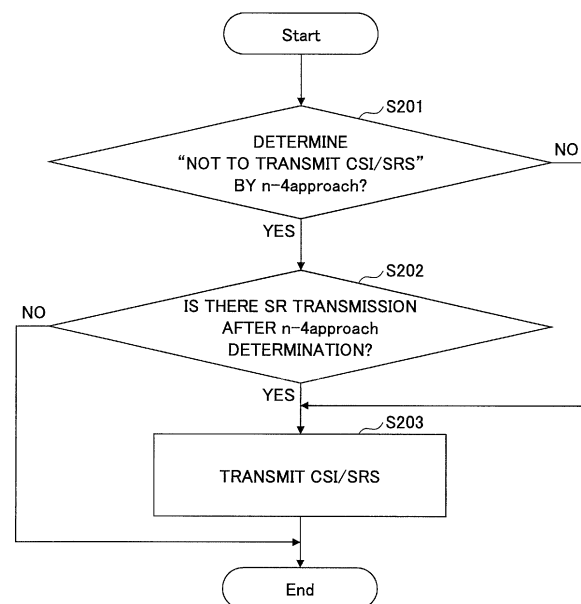 Start
S201
DETERMINE
“NOT TO TRANSMIT CSI/SRS”
BY n-4approach?
NO
YES
S202
NO
IS THERE SR TRANSMISSION
AFTER n-4approach
DETERMINATION?
YES
S203
TRANSMIT CSI/SRS
End